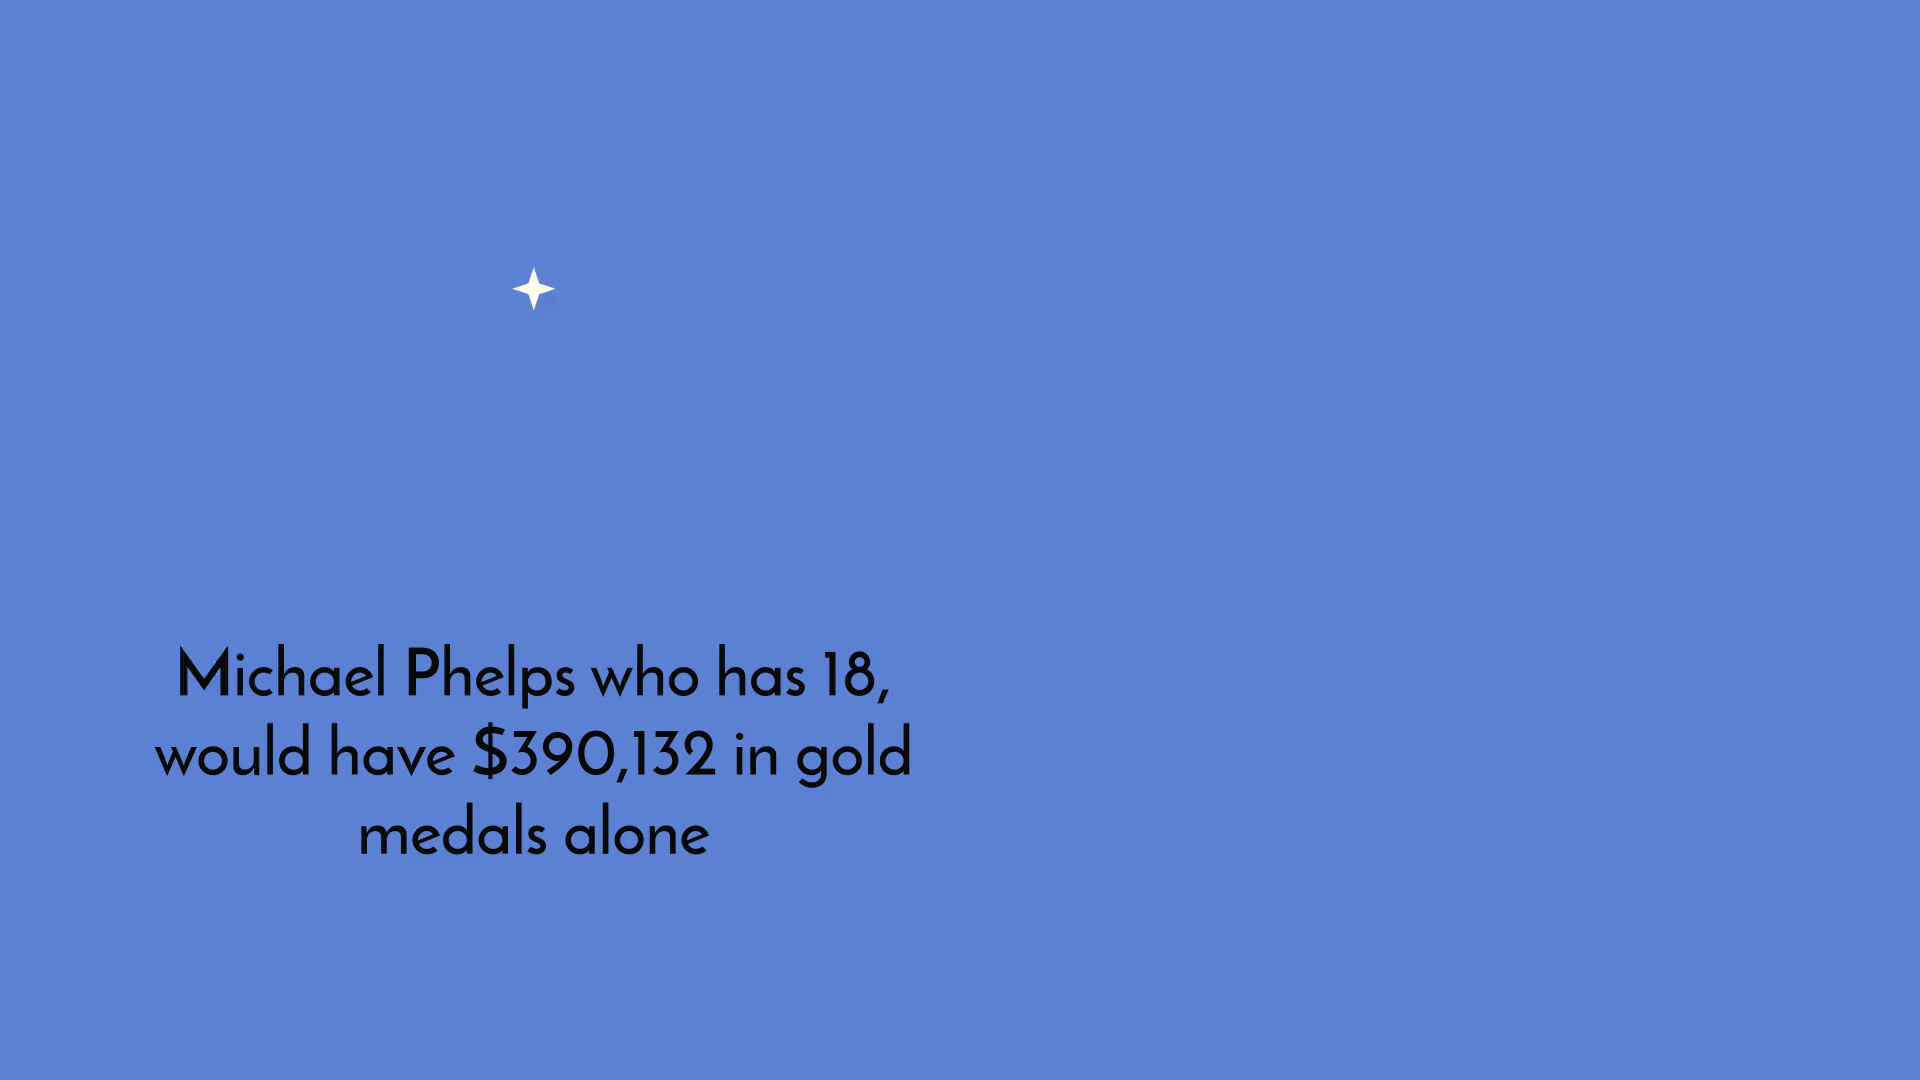 Michael Phelps who has 18,
would have $390,132 in gold
medals alone